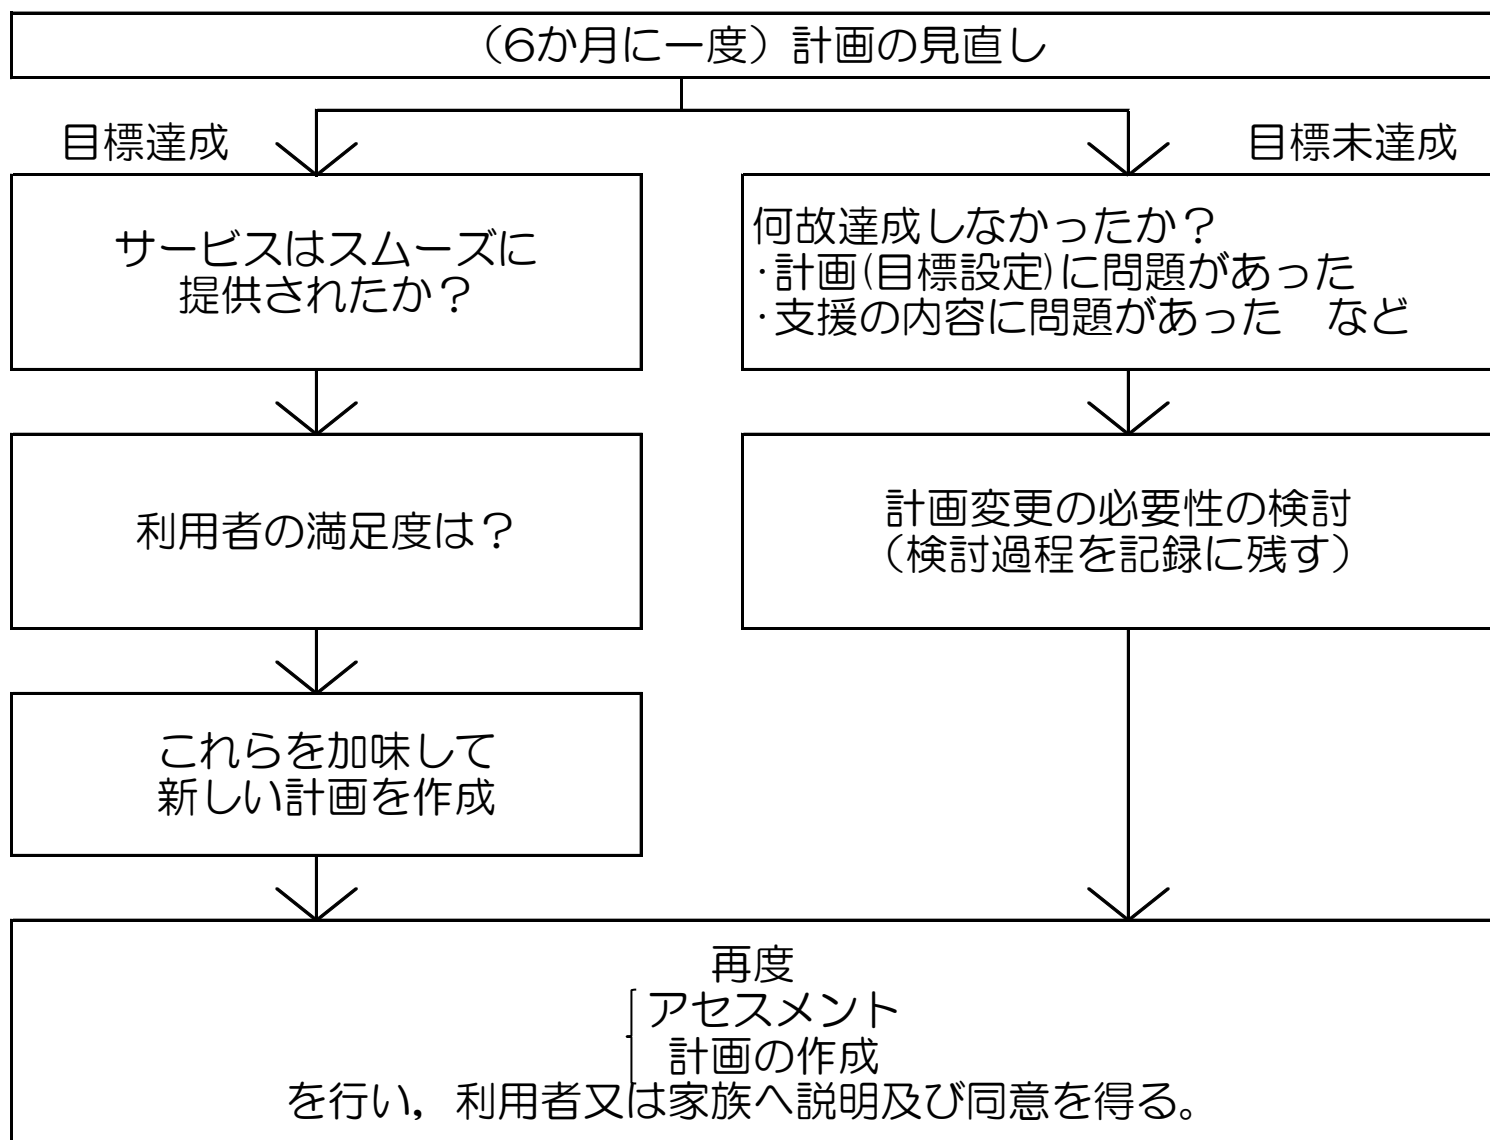 （6か月に一度）計画の見直し
目標達成
目標未達成
サービスはスムーズに
提供されたか？
何故達成しなかったか？
・計画(目標設定)に問題があった
・支援の内容に問題があった　など
利用者の満足度は？
計画変更の必要性の検討
（検討過程を記録に残す）
これらを加味して
新しい計画を作成
再度
アセスメント
計画の作成
を行い，利用者又は家族へ説明及び同意を得る。